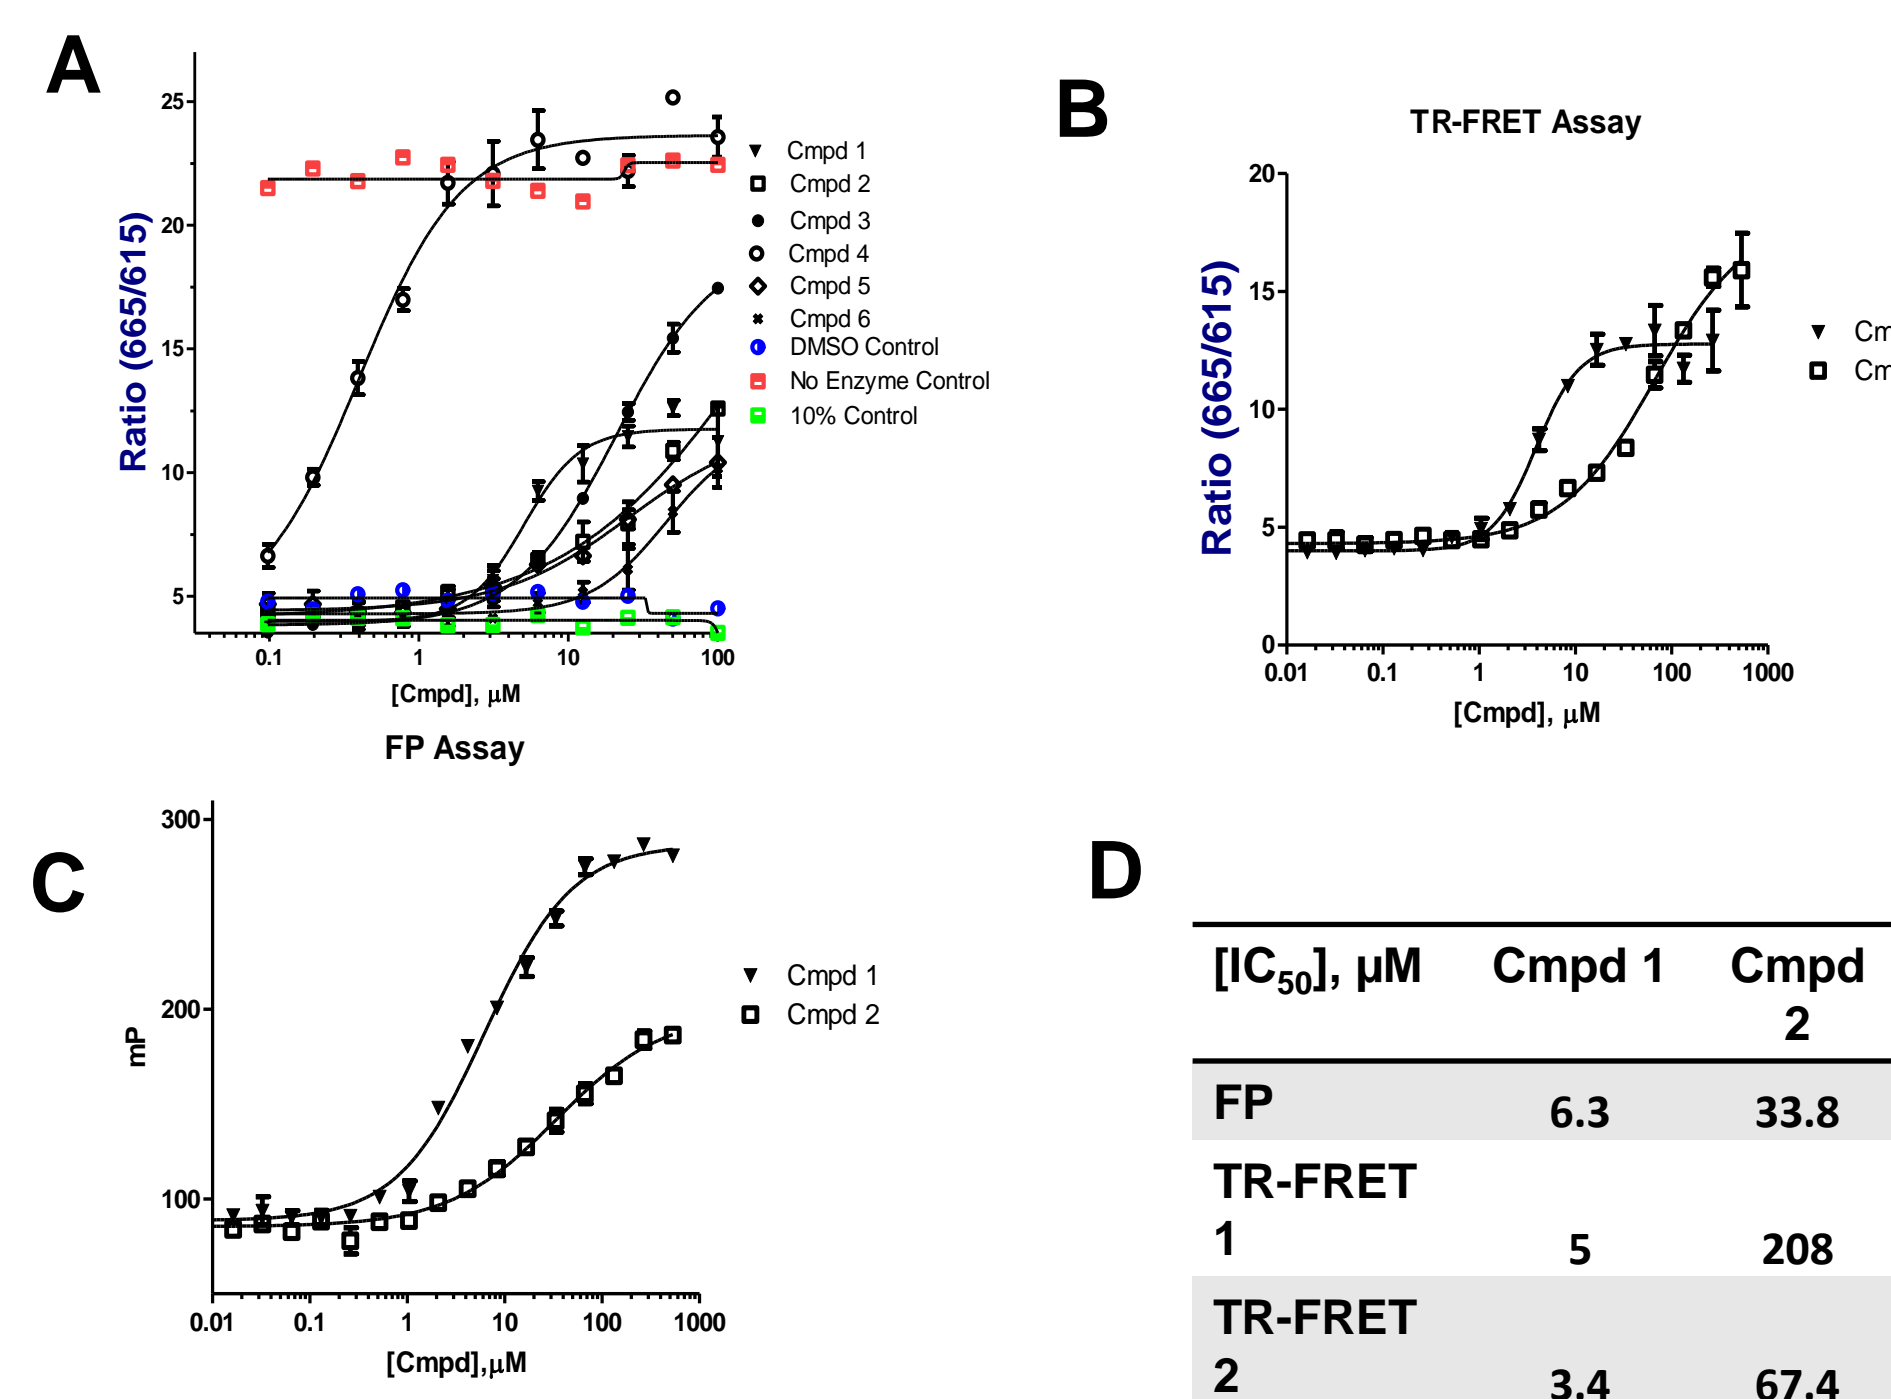 A
25
20
15
10
5
0.1 1 10 100
Ratio (665/615)
[Cmpd], μM
Cmpd 1
Cmpd 2
Cmpd 3
Cmpd 4
Cmpd 5
Cmpd 6
DMSO Control
No Enzyme Control
10% Control
B
TR-FRET Assay
20
15
10
5
0
0.01 0.1 1 10 100 1000
Ratio (665/615)
[Cmpd], μM
Cm
Cm
C
FP Assay
300
200
100
mP
0.01 0.1 1 10 100 1000
[Cmpd],μM
Cmpd 1
Cmpd 2
D
[IC50], μM Cmpd 1 Cmpd
2
FP 6.3 33.8
TR-FRET
1 5 208
TR-FRET
2 3.4 67.4